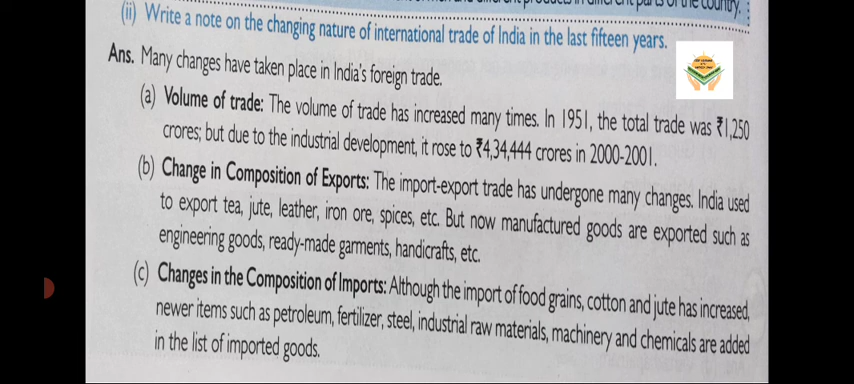 of the country.
(ii) Write a note on the changing nature of international trade of India in the last fifteen years.
Ans. Many changes have taken place in India's foreign trade.
(a) Volume of trade: The volume of trade has increased many times. In 1951, the total trade was ₹1,250
crores; but due to the industrial development, it rose to ₹4,34,444 crores in 2000-2001.
(b) Change in Composition of Exports: The import-export trade has undergone many changes. India used
to export tea, jute, leather, iron ore, spices, etc. But now manufactured goods are exported such as
engineering goods, ready-made garments, handicrafts, etc.
(c) Changes in the Composition of Imports: Although the import of food grains, cotton and jute has increased,
newer items such as petroleum, fertilizer, steel, industrial raw materials, machinery and chemicals are added
in the list of imported goods.